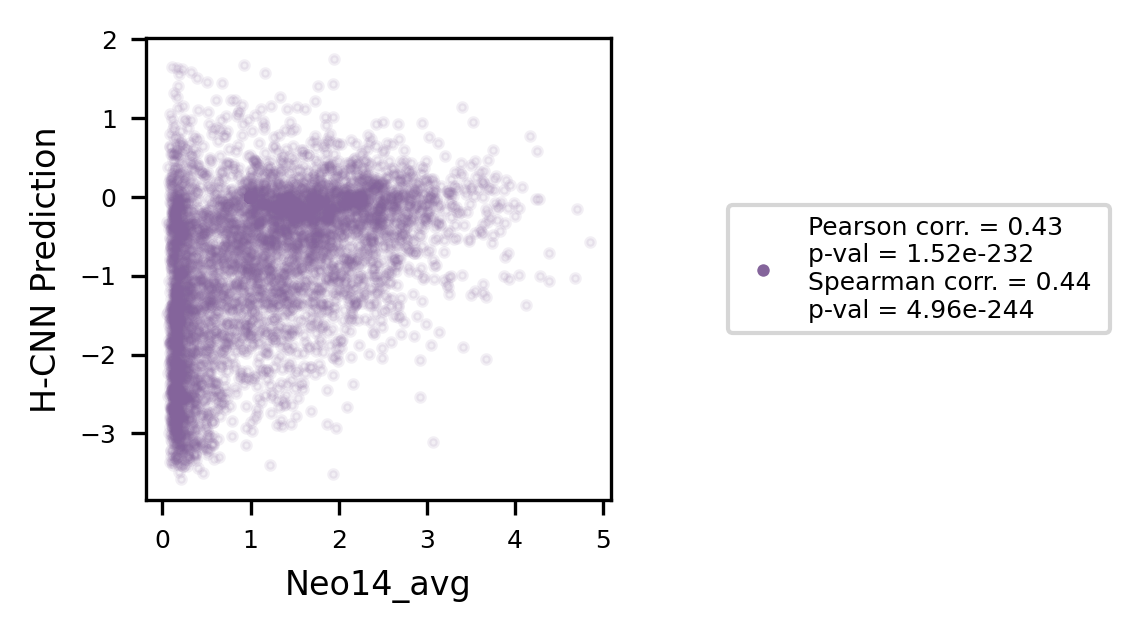 2
1
0
−1
−2
−3
H-CNN Prediction
0 1 2 3 4 5
Neo14_avg
Pearson corr. = 0.43
p-val = 1.52e-232
Spearman corr. = 0.44
p-val = 4.96e-244